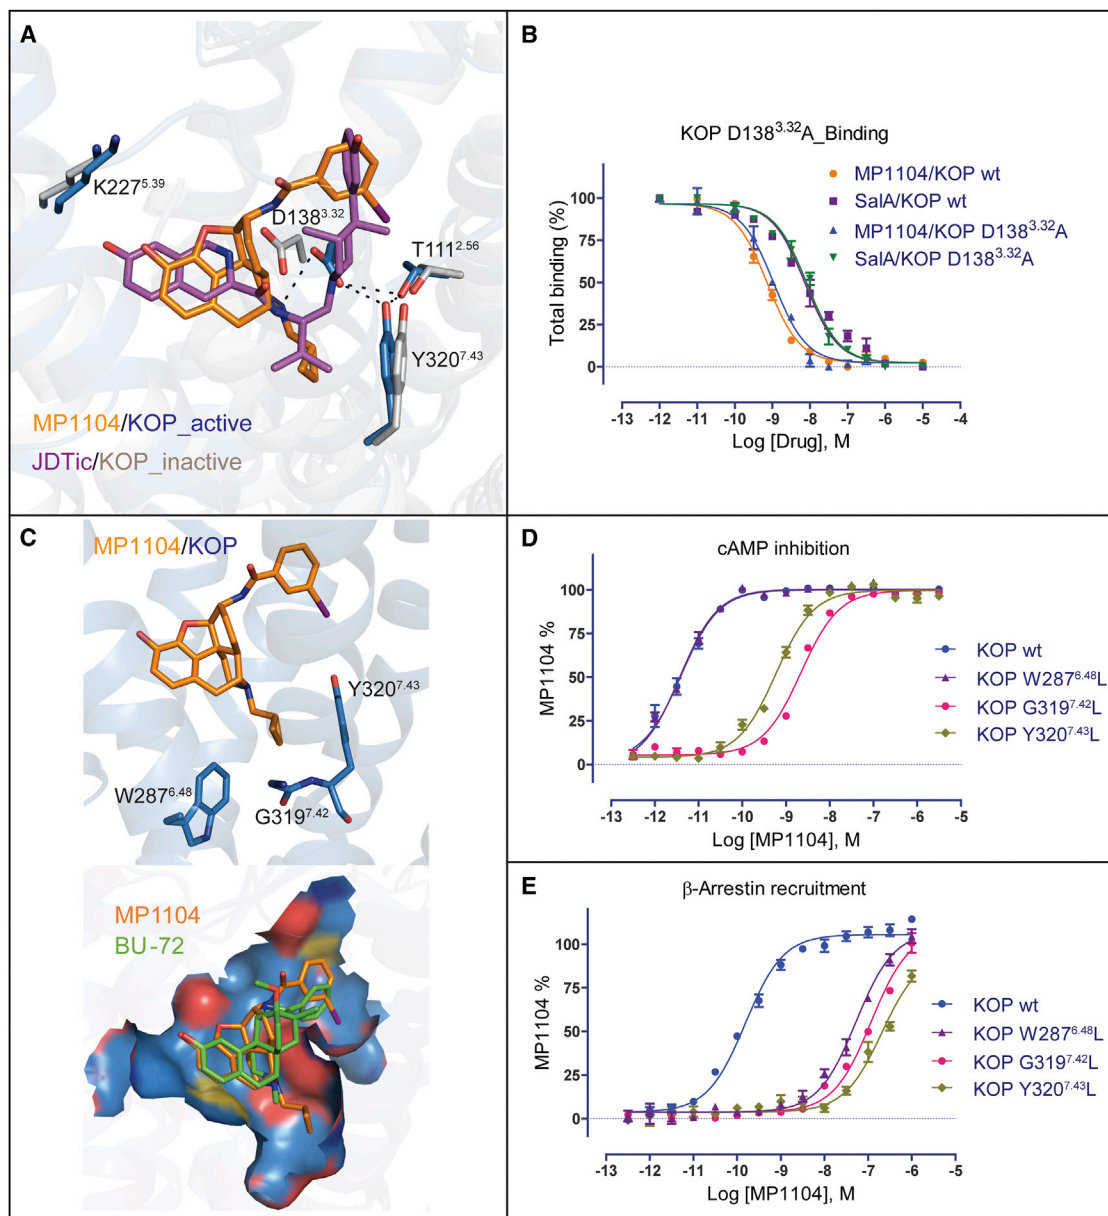 A
K227^5.39
D138^3.32
T111^2.56
Y320^7.43
MP1104/KOP_active
JDTic/KOP_inactive
B
KOP D138^3.32A_Binding
Total binding (%)
100
75
50
25
0
-13 -12 -11 -10 -9 -8 -7 -6 -5 -4
Log [Drug], M
MP1104/KOP wt
SalA/KOP wt
MP1104/KOP D138^3.32A
SalA/KOP D138^3.32A
C
MP1104/KOP
Y320^7.43
W287^6.48
G319^7.42
MP1104
BU-72
D
cAMP inhibition
MP1104 %
100
75
50
25
0
-13 -12 -11 -10 -9 -8 -7 -6 -5
Log [MP1104], M
KOP wt
KOP W287^6.48L
KOP G319^7.42L
KOP Y320^7.43L
E
β-Arrestin recruitment
MP1104 %
100
75
50
25
0
-13 -12 -11 -10 -9 -8 -7 -6 -5
Log [MP1104], M
KOP wt
KOP W287^6.48L
KOP G319^7.42L
KOP Y320^7.43L